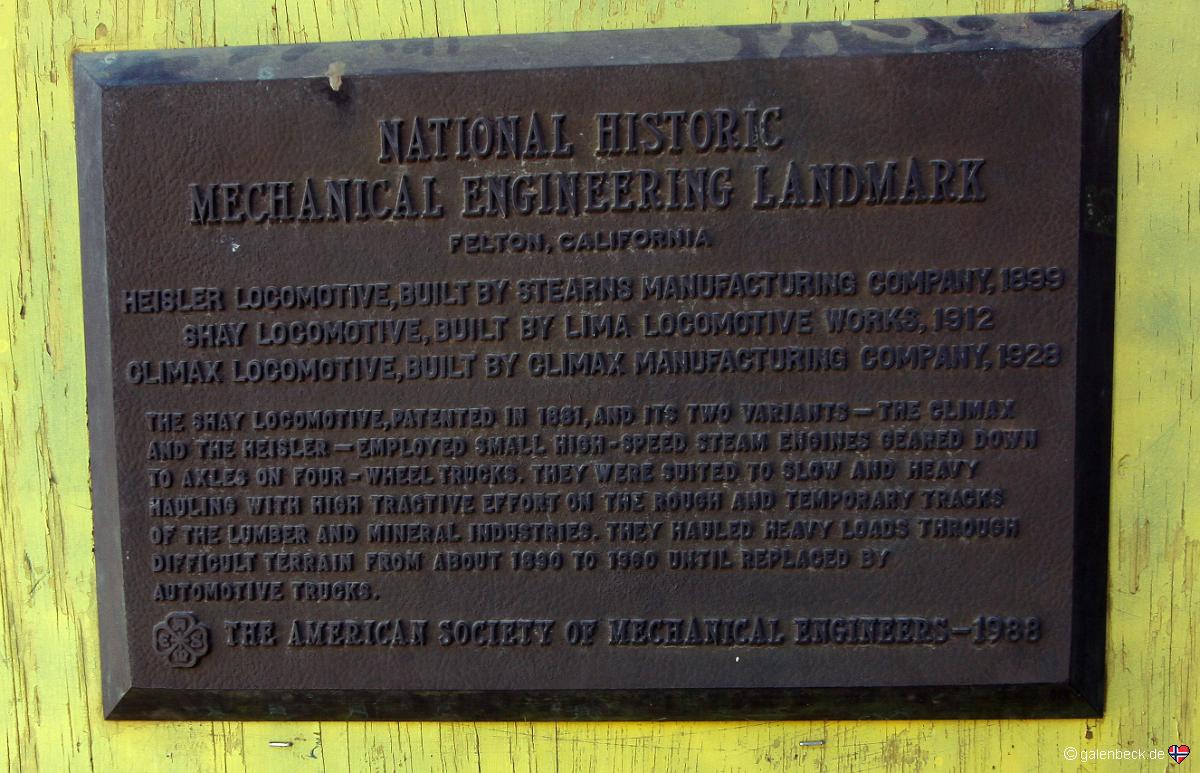 NATIONAL HISTORIC
MECHANICAL ENGINEERING LANDMARK
FELTON, CALIFORNIA
HEISLER LOCOMOTIVE, BUILT BY STEARNS MANUFACTURING COMPANY, 1899
SHAY LOCOMOTIVE, BUILT BY LIMA LOCOMOTIVE WORKS, 1912
CLIMAX LOCOMOTIVE, BUILT BY CLIMAX MANUFACTURING COMPANY, 1928
THE SHAY LOCOMOTIVE, PATENTED IN 1881, AND ITS TWO VARIANTS — THE CLIMAX
AND THE HEISLER — EMPLOYED SMALL HIGH-SPEED STEAM ENGINES GEARED DOWN
TO AXLES ON FOUR-WHEEL TRUCKS. THEY WERE SUITED TO SLOW AND HEAVY
HAULING WITH HIGH TRACTIVE EFFORT ON THE ROUGH AND TEMPORARY TRACKS
OF THE LUMBER AND MINERAL INDUSTRIES. THEY HAULED HEAVY LOADS THROUGH
DIFFICULT TERRAIN FROM ABOUT 1890 TO 1960 UNTIL REPLACED BY
AUTOMOTIVE TRUCKS.
THE AMERICAN SOCIETY OF MECHANICAL ENGINEERS—1988
© galenbeck.de